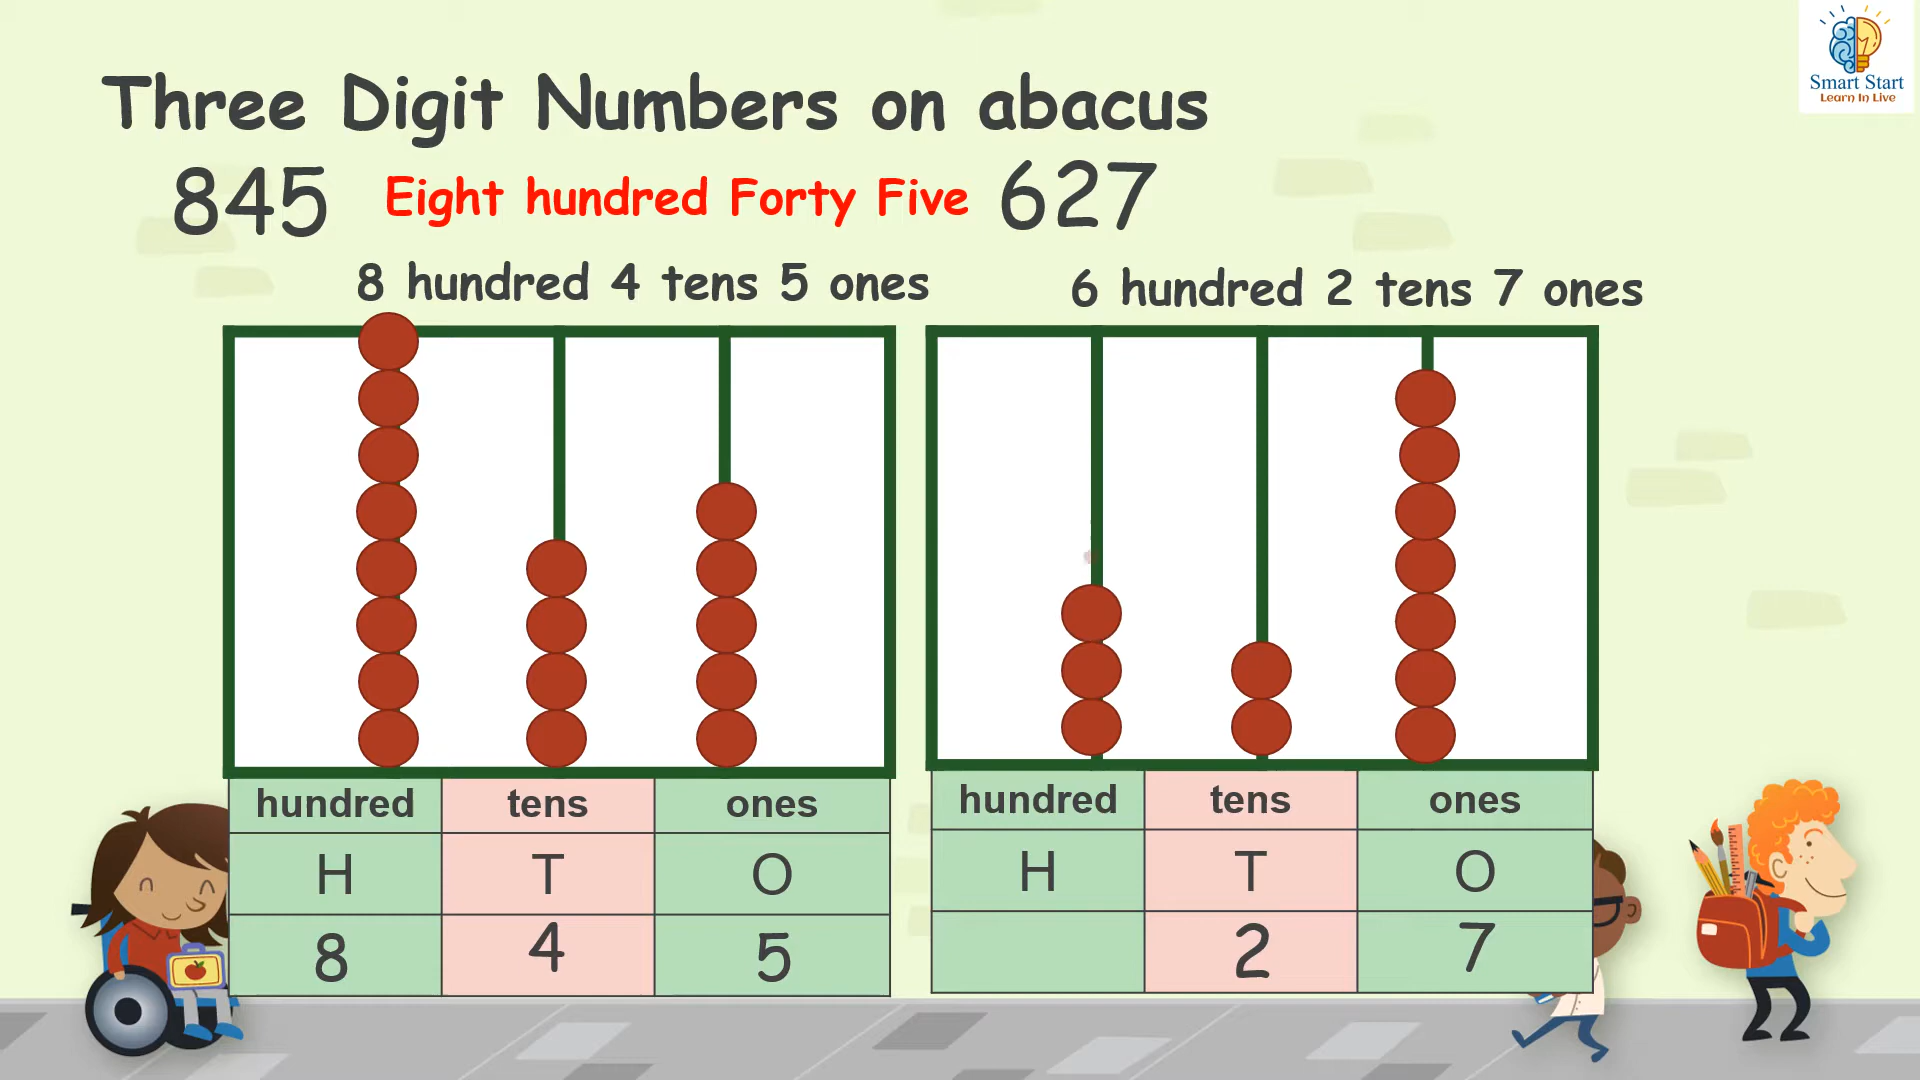 Smart Start
Learn In Live
Three Digit Numbers on abacus
845 Eight hundred Forty Five 627
8 hundred 4 tens 5 ones
6 hundred 2 tens 7 ones
hundred tens ones
H T O
8 4 5
hundred tens ones
H T O
2 7